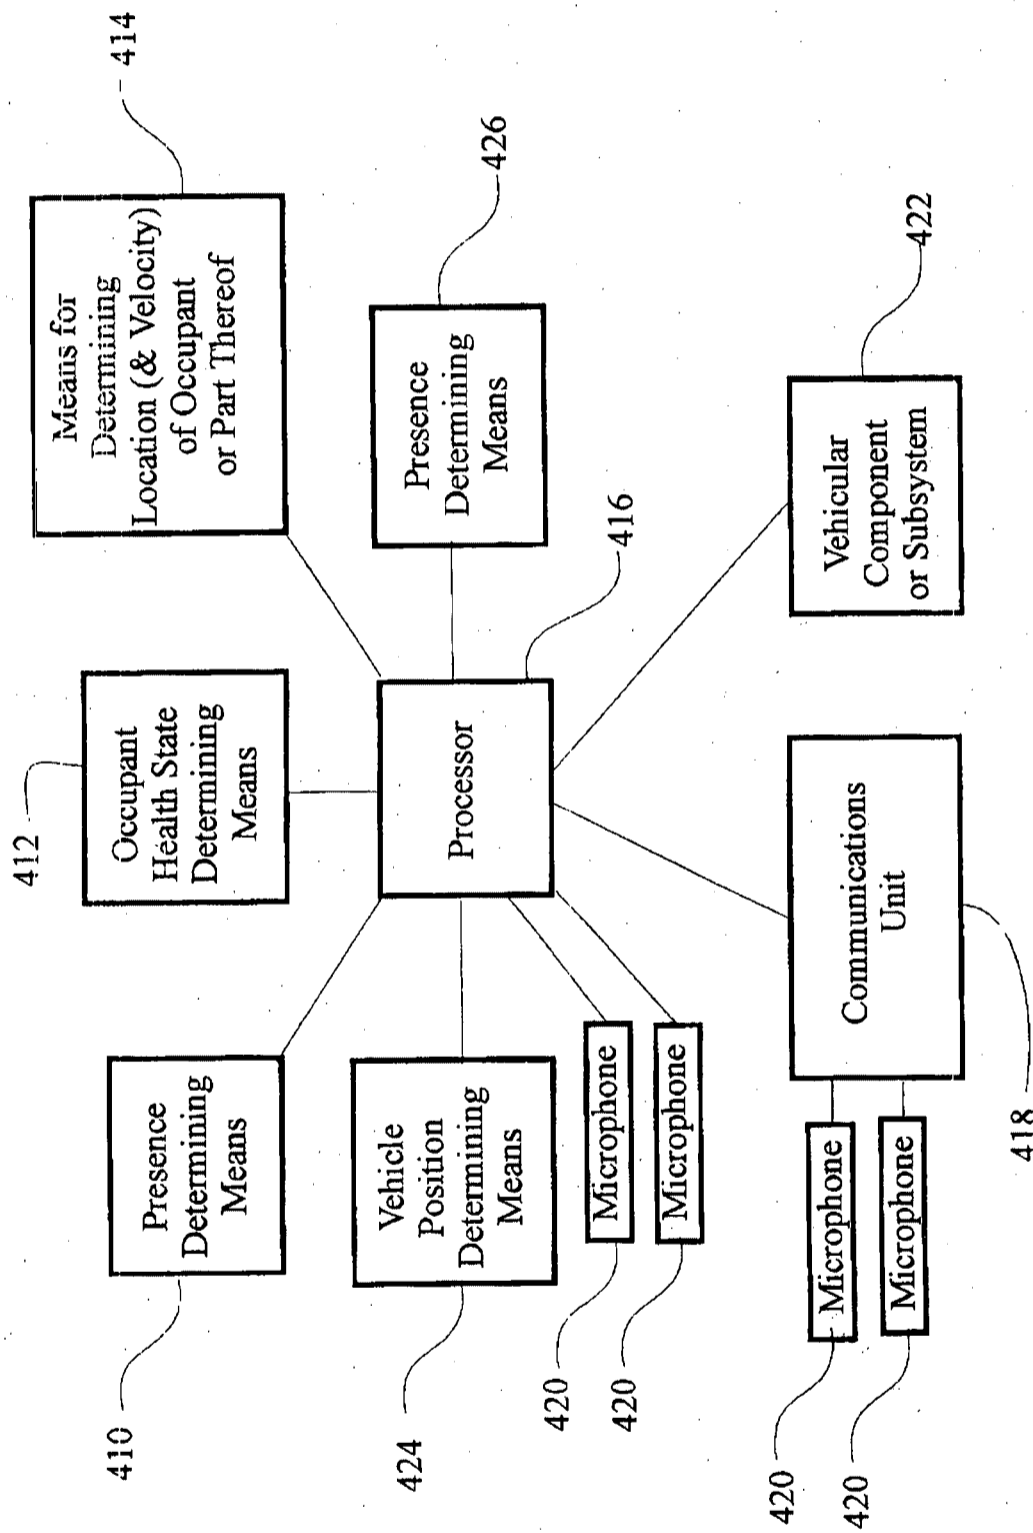 412
Occupant
Health State
Determining
Means
414
Means for
Determining
Location (& Velocity)
of Occupant
or Part Thereof
410
Presence
Determining
Means
426
Presence
Determining
Means
416
Processor
424
Vehicle
Position
Determining
Means
420
Microphone
420
Microphone
422
Vehicular
Component
or Subsystem
418
Communications
Unit
420
Microphone
420
Microphone